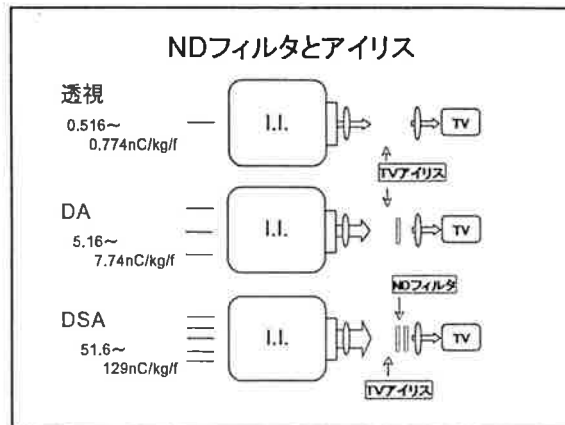 NDフィルタとアイリス
透視
0.516～
0.774nC/kg/f
I.I.
TV
TVアイリス
DA
5.16～
7.74nC/kg/f
I.I.
TV
NDフィルタ
DSA
51.6～
129nC/kg/f
I.I.
TV
TVアイリス